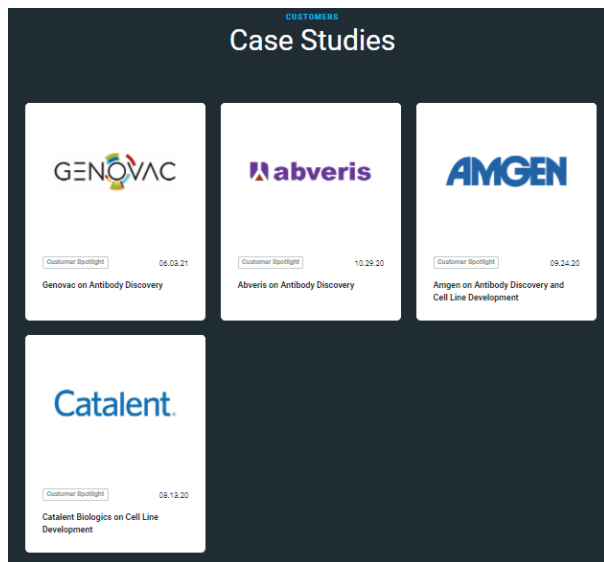 CUSTOMERS
Case Studies
GENOVAC
abveris
AMGEN
Customer Spotlight 06.03.21
Customer Spotlight 10.29.20
Customer Spotlight 09.24.20
Genovac on Antibody Discovery
Abveris on Antibody Discovery
Amgen on Antibody Discovery and
Cell Line Development
Catalent.
Customer Spotlight 08.13.20
Catalent Biologics on Cell Line
Development